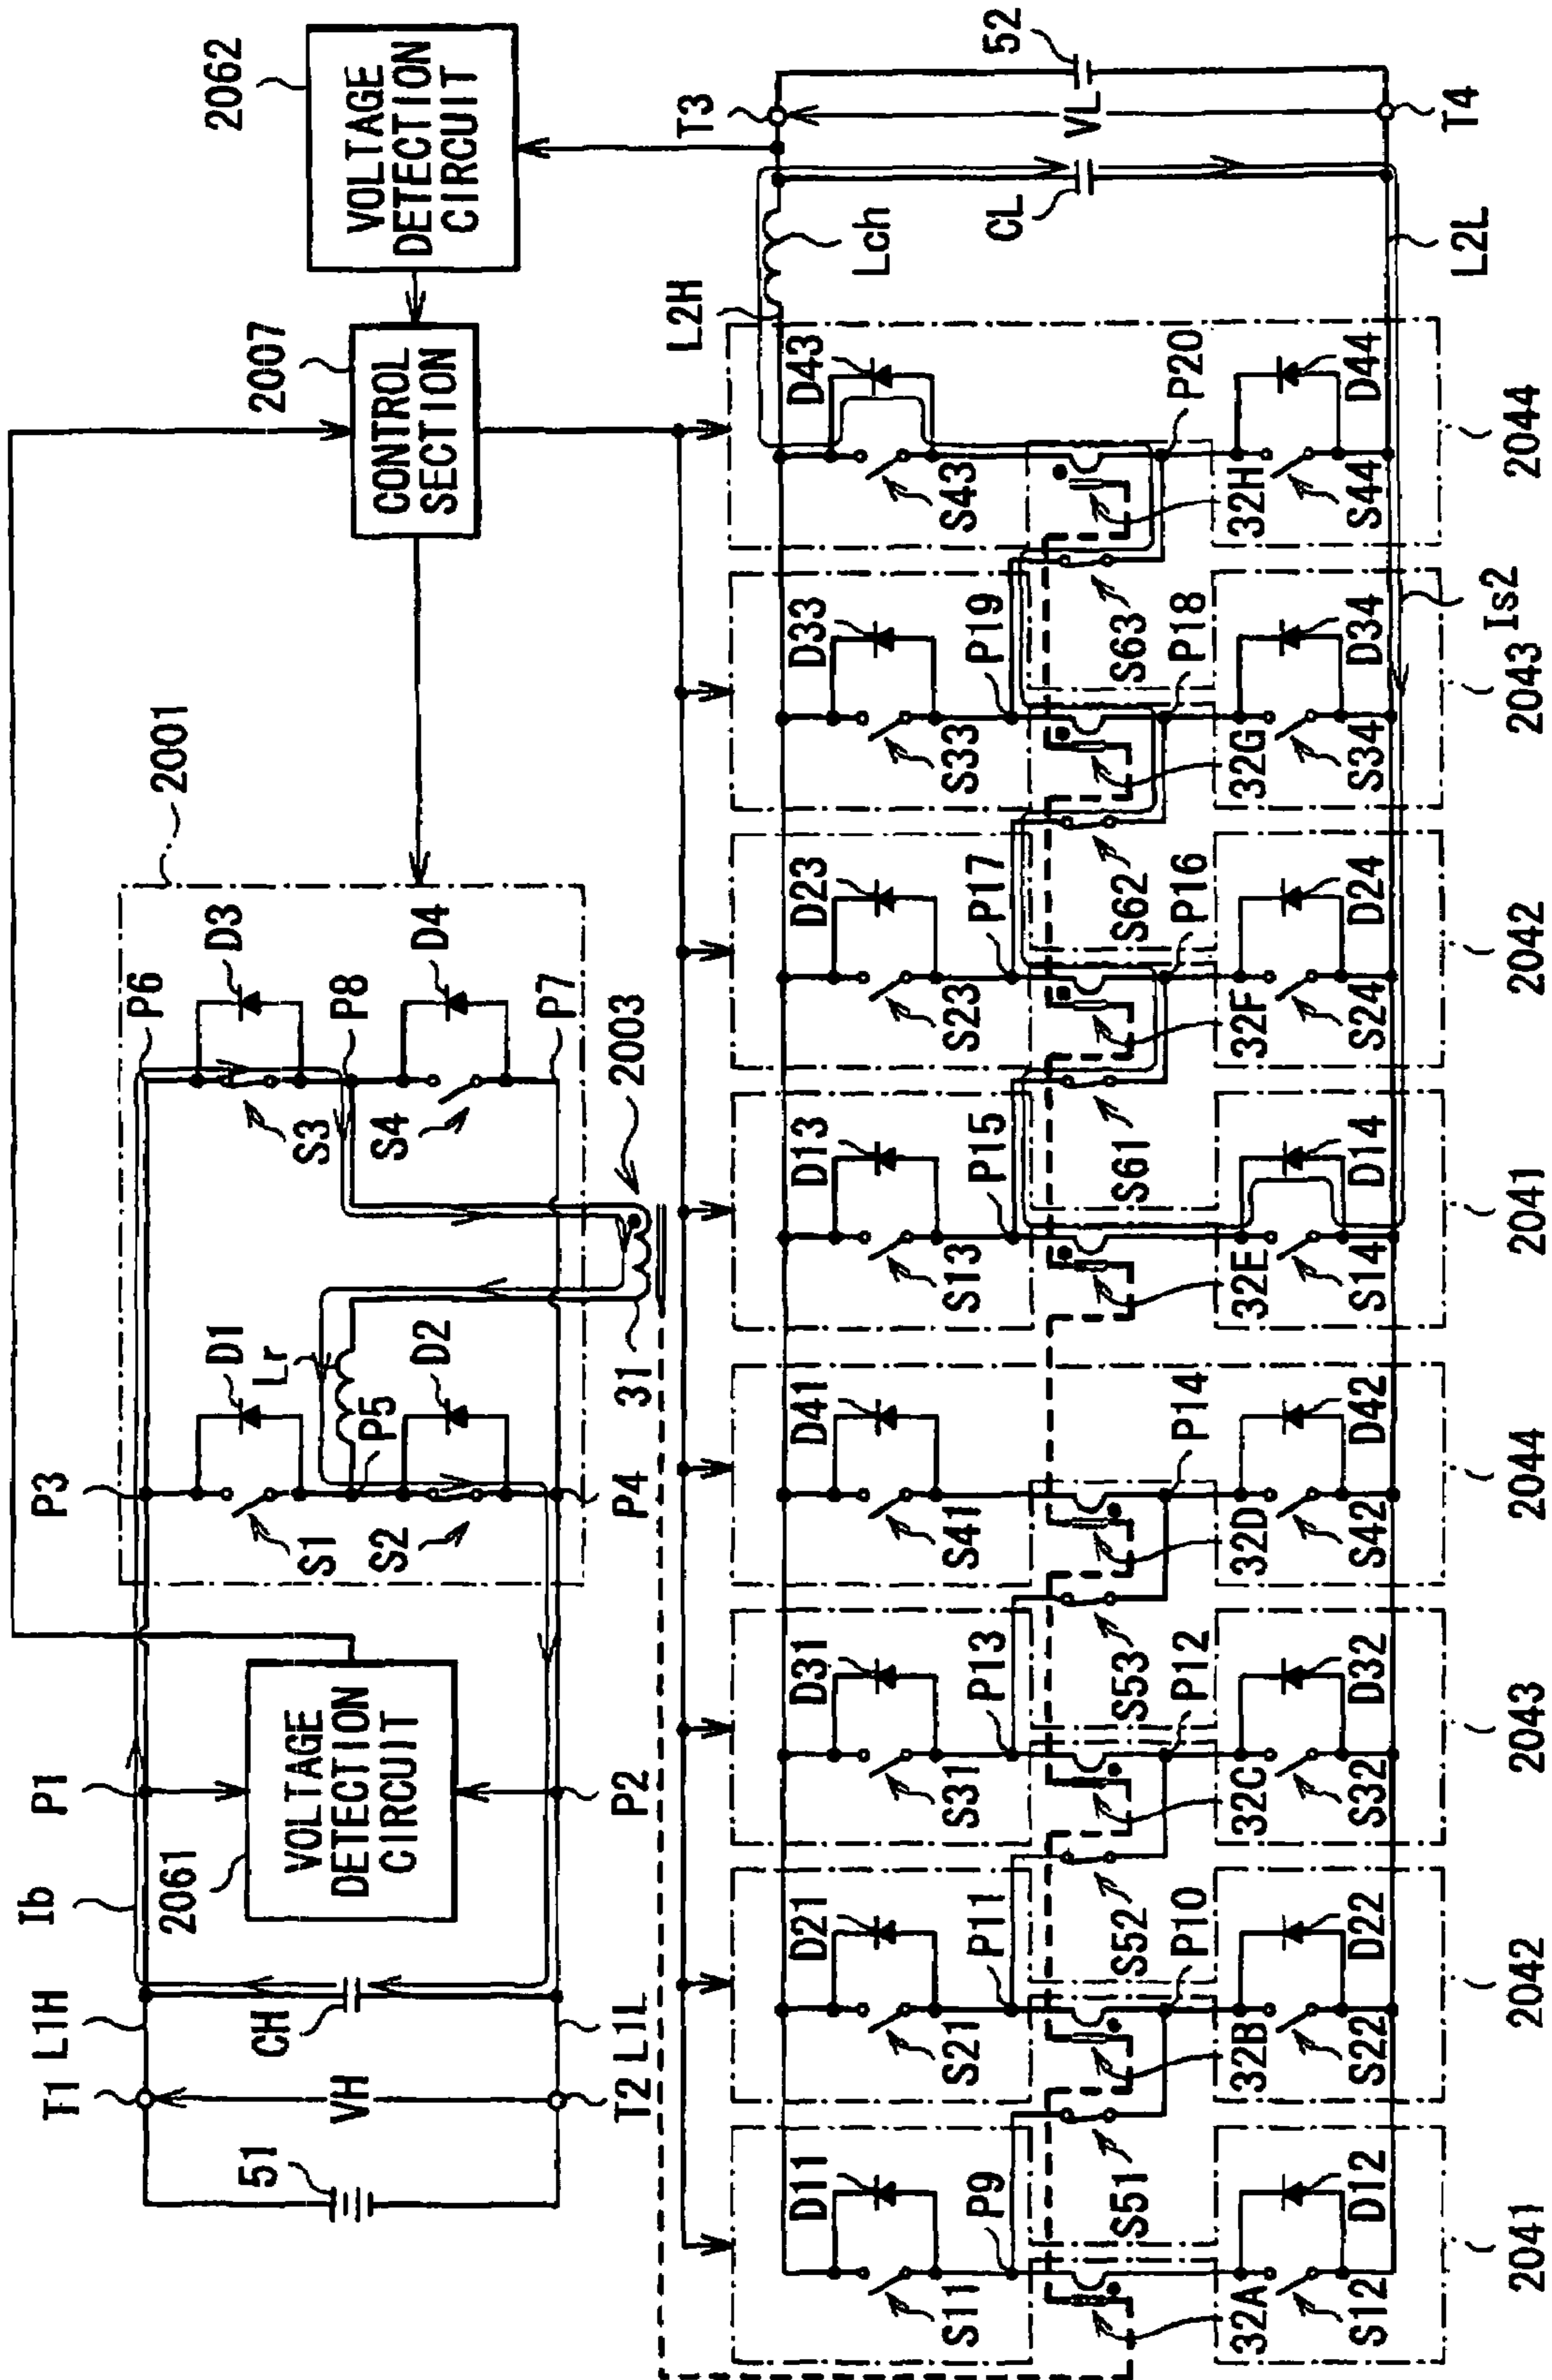 2062
VOLTAGE
DETECTION
CIRCUIT
2007
CONTROL
SECTION
2001
P3
P6
D1
D3
Lr
P5
P8
D2
D4
S1
S2
S3
S4
P4
P7
2003
31
T1
L1H
Ib
P1
51
VH
CH
2061
VOLTAGE
DETECTION
CIRCUIT
T2
L1L
P2
L2H
Lch
T3
52
VL
CL
T4
L2L
Is2
D11
D21
D31
D41
D13
D23
D33
D43
S11
S21
S31
S41
S13
S23
S33
S43
P9
P11
P13
P15
P17
P19
S51
S52
S53
S61
S62
S63
P10
P12
P14
P16
P18
P20
32A
32B
32C
32D
32E
32F
32G
32H
S12
S22
S32
S42
S14
S24
S34
S44
D12
D22
D32
D42
D14
D24
D34
D44
2041
2042
2043
2044
2041
2042
2043
2044